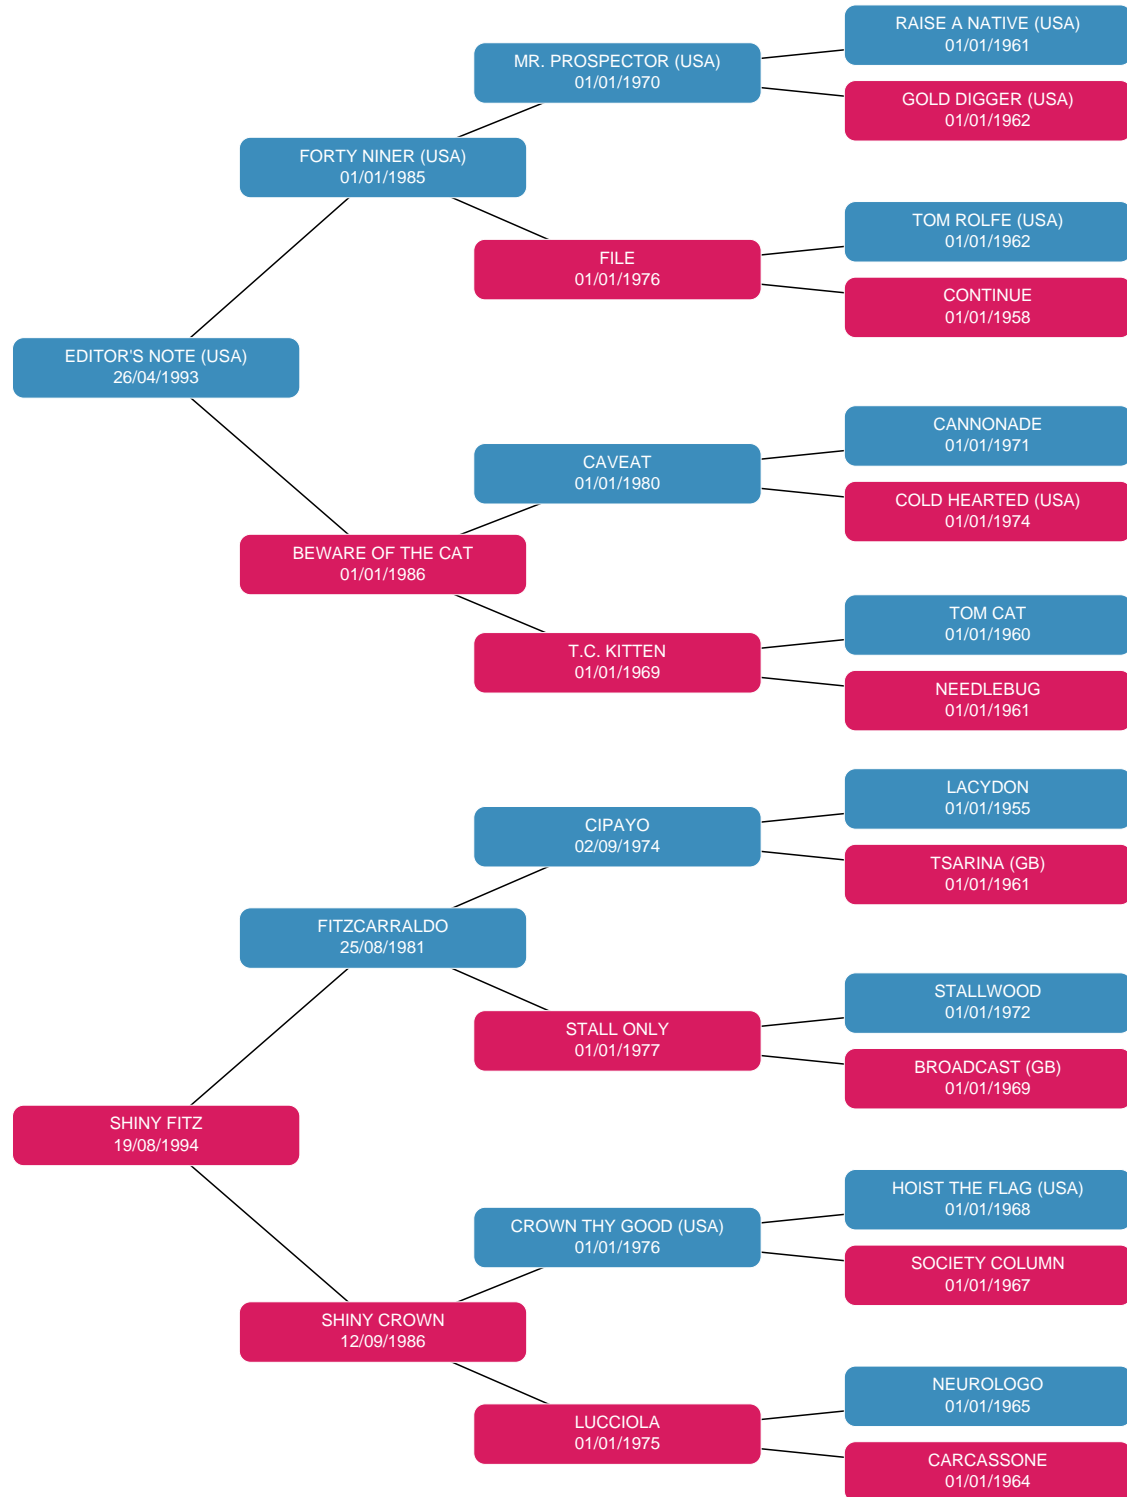 RAISE A NATIVE (USA)
01/01/1961
MR. PROSPECTOR (USA)
01/01/1970
GOLD DIGGER (USA)
01/01/1962
FORTY NINER (USA)
01/01/1985
TOM ROLFE (USA)
01/01/1962
FILE
01/01/1976
CONTINUE
01/01/1958
EDITOR'S NOTE (USA)
26/04/1993
CANNONADE
01/01/1971
CAVEAT
01/01/1980
COLD HEARTED (USA)
01/01/1974
BEWARE OF THE CAT
01/01/1986
TOM CAT
01/01/1960
T.C. KITTEN
01/01/1969
NEEDLEBUG
01/01/1961
LACYDON
01/01/1955
CIPAYO
02/09/1974
TSARINA (GB)
01/01/1961
FITZCARRALDO
25/08/1981
STALLWOOD
01/01/1972
STALL ONLY
01/01/1977
BROADCAST (GB)
01/01/1969
SHINY FITZ
19/08/1994
HOIST THE FLAG (USA)
01/01/1968
CROWN THY GOOD (USA)
01/01/1976
SOCIETY COLUMN
01/01/1967
SHINY CROWN
12/09/1986
NEUROLOGO
01/01/1965
LUCCIOLA
01/01/1975
CARCASSONE
01/01/1964